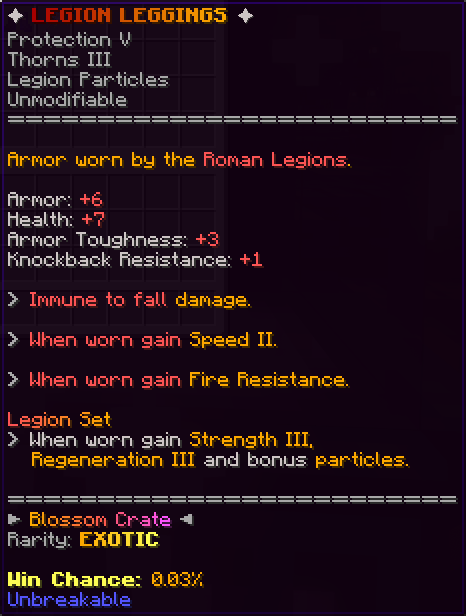 ✦ LEGION LEGGINGS ✦
Protection V
Thorns III
Legion Particles
Unmodifiable
======================================
Armor worn by the Roman Legions.
Armor: +6
Health: +7
Armor Toughness: +3
Knockback Resistance: +1
> Immune to fall damage.
> When worn gain Speed II.
> When worn gain Fire Resistance.
Legion Set
> When worn gain Strength III,
Regeneration III and bonus particles.
======================================
► Blossom Crate ◄
Rarity: EXOTIC
Win Chance: 0.03%
Unbreakable